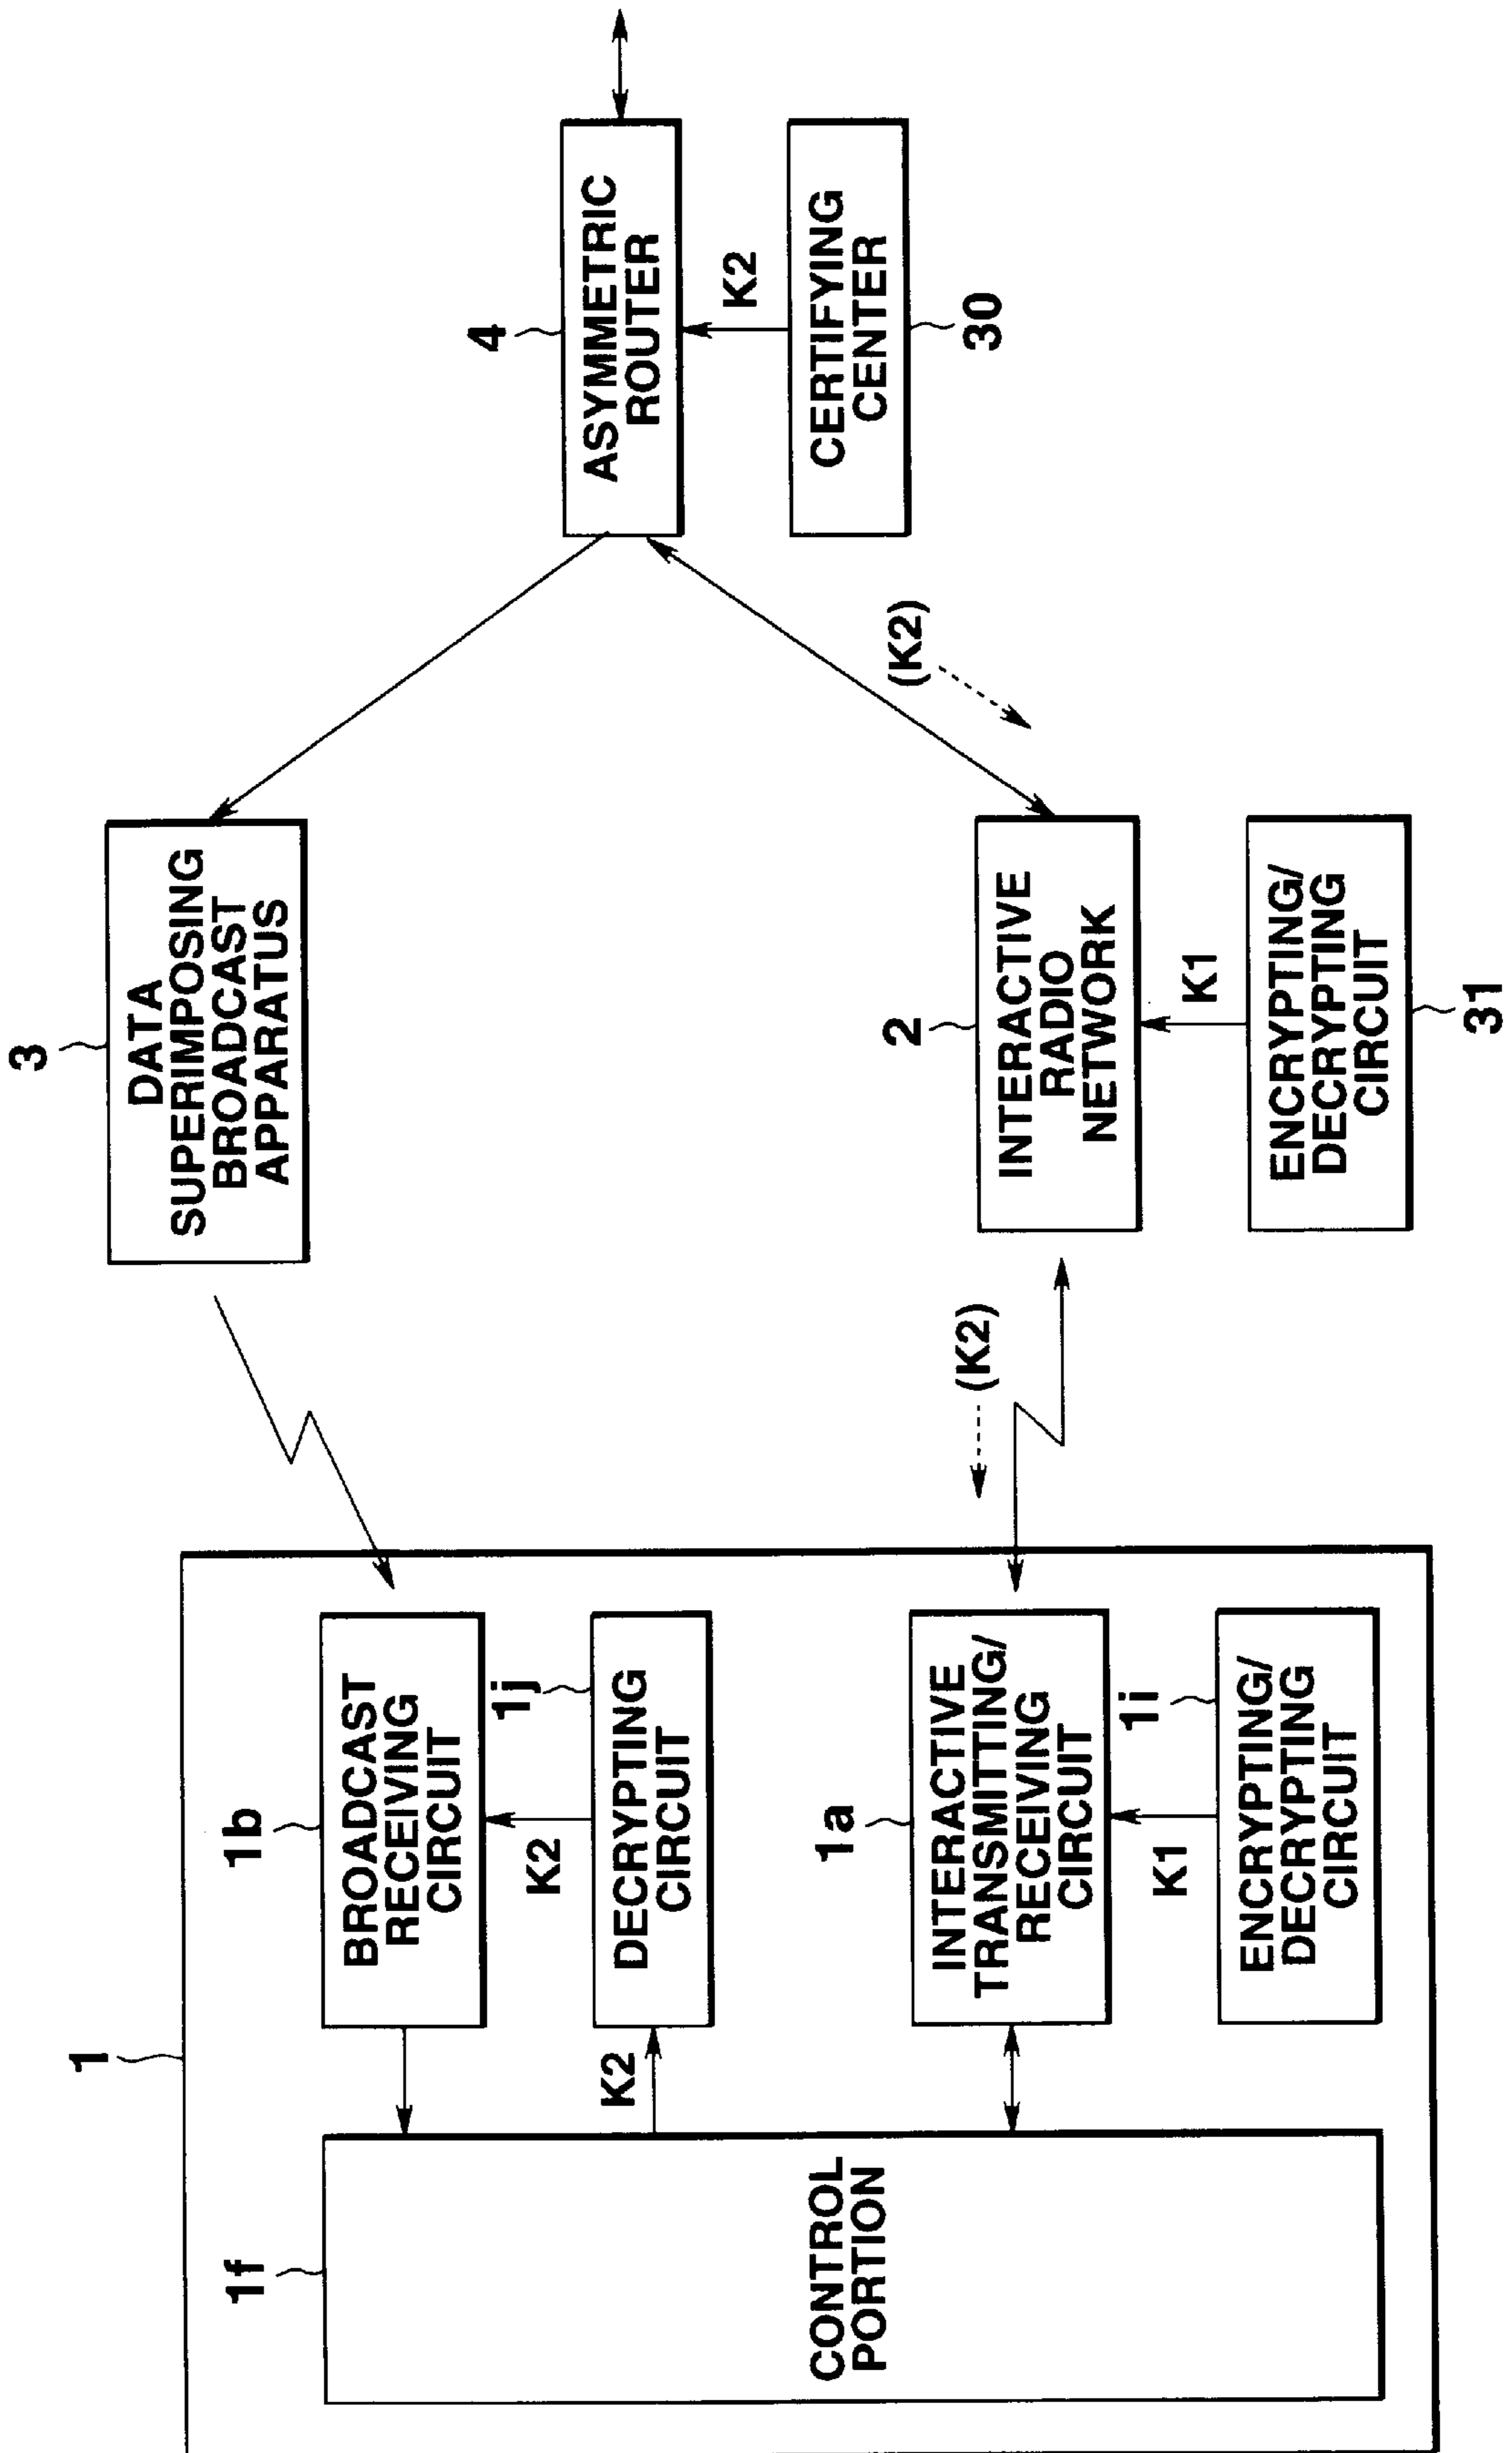 1
1f
CONTROL
PORTION
1b
BROADCAST
RECEIVING
CIRCUIT
K2
K2
1j
DECRYPTING
CIRCUIT
1a
INTERACTIVE
TRANSMITTING/
RECEIVING
CIRCUIT
K1
1i
ENCRYPTING/
DECRYPTING
CIRCUIT
3
DATA
SUPERIMPOSING
BROADCAST
APPARATUS
(K2)
2
INTERACTIVE
RADIO
NETWORK
K1
ENCRYPTING/
DECRYPTING
CIRCUIT
31
(K2)
4
ASYMMETRIC
ROUTER
K2
CERTIFYING
CENTER
30